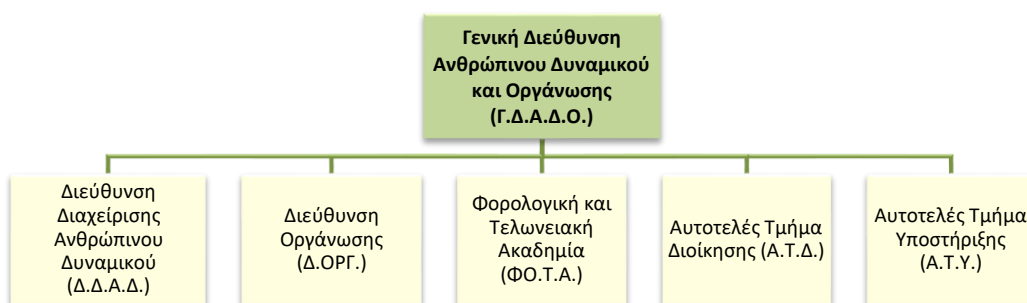 Γενική Διεύθυνση
Ανθρώπινου Δυναμικού
και Οργάνωσης
(Γ.Δ.Α.Δ.Ο.)
Διεύθυνση
Διαχείρισης
Ανθρώπινου
Δυναμικού
(Δ.Δ.Α.Δ.)
Διεύθυνση
Οργάνωσης
(Δ.ΟΡΓ.)
Φορολογική και
Τελωνειακή
Ακαδημία
(ΦΟ.Τ.Α.)
Αυτοτελές Τμήμα
Διοίκησης (Α.Τ.Δ.)
Αυτοτελές Τμήμα
Υποστήριξης
(Α.Τ.Υ.)